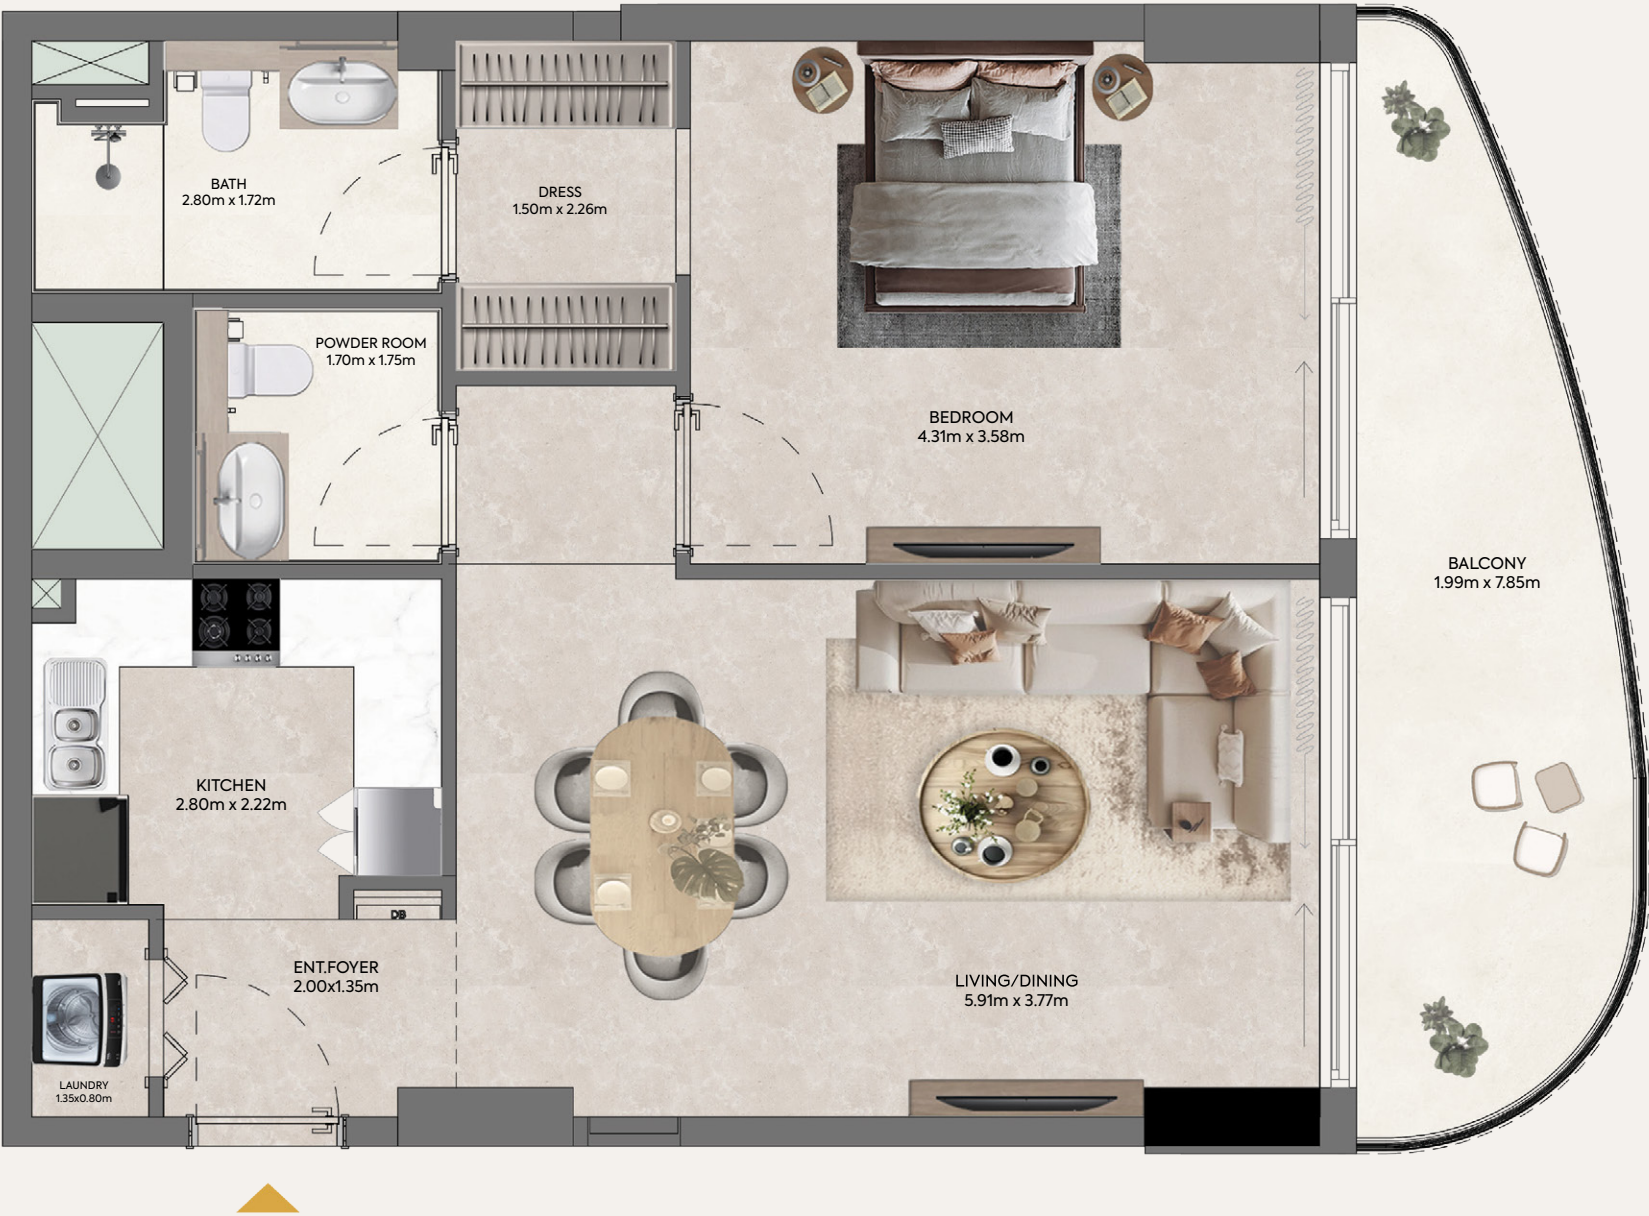 BATH
2.80m x 1.72m
DRESS
1.50m x 2.26m
POWDER ROOM
1.70m x 1.75m
BEDROOM
4.31m x 3.58m
BALCONY
1.99m x 7.85m
KITCHEN
2.80m x 2.22m
DB
ENT.FOYER
2.00x1.35m
LIVING/DINING
5.91m x 3.77m
LAUNDRY
1.35x0.80m